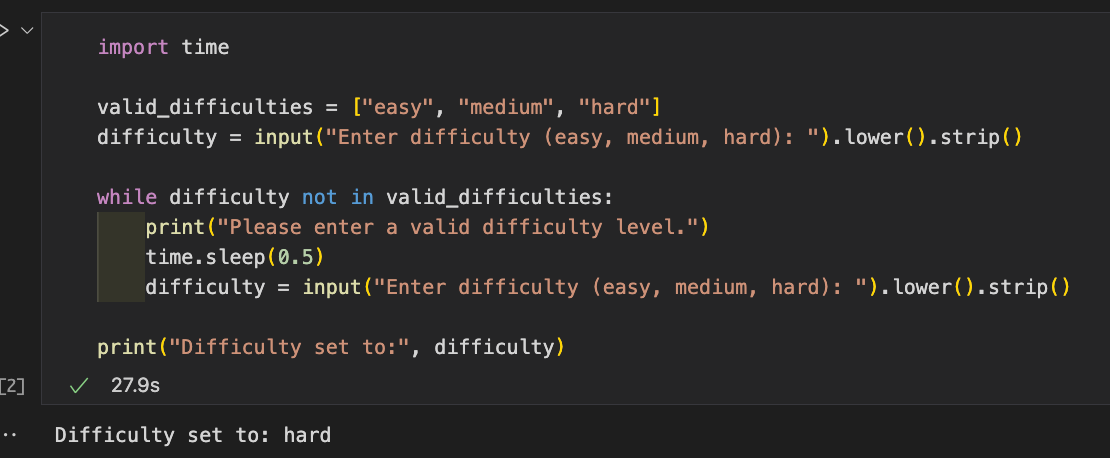 import time
valid_difficulties = ["easy", "medium", "hard"]
difficulty = input("Enter difficulty (easy, medium, hard): ").lower().strip()
while difficulty not in valid_difficulties:
print("Please enter a valid difficulty level.")
time.sleep(0.5)
difficulty = input("Enter difficulty (easy, medium, hard): ").lower().strip()
print("Difficulty set to:", difficulty)
[2] 27.9s
Difficulty set to: hard